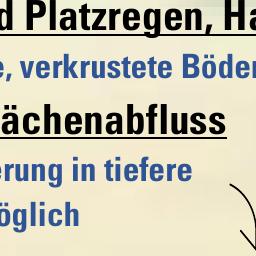 d Platzregen, Ha
e, verkrustete Böden
ächenabfluss
erung in tiefere
öglich